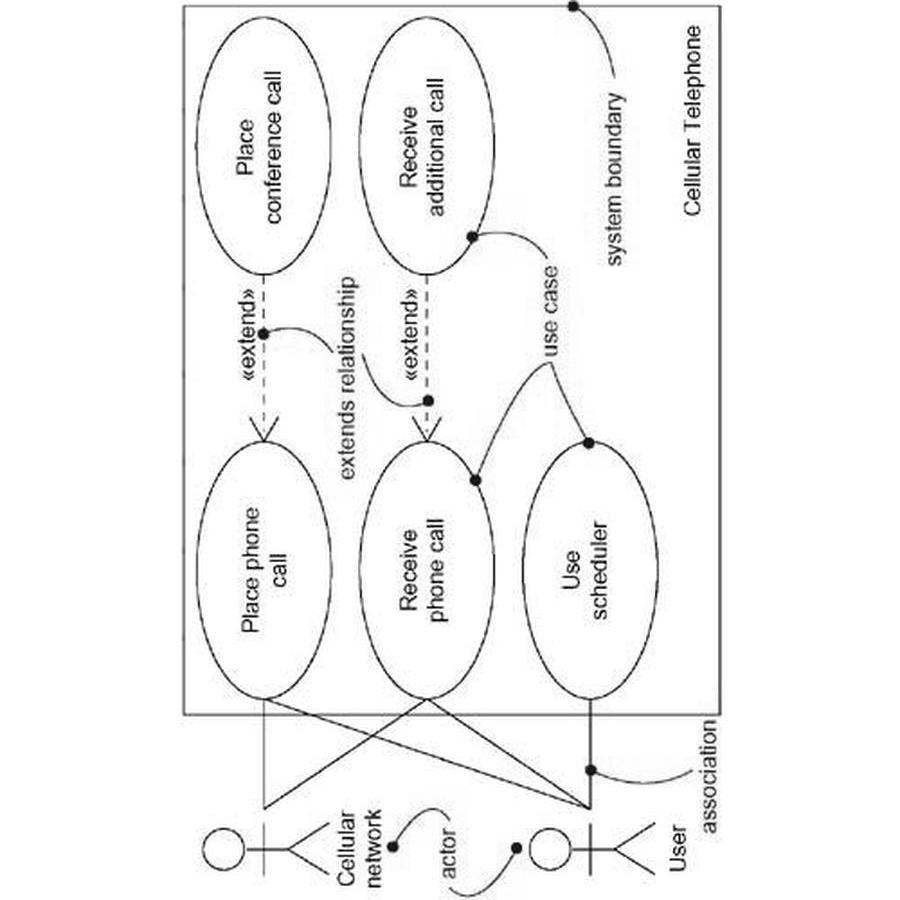 Place
conference call
«extend»
Place phone
call
extends relationship
Receive
additional call
«extend»
Receive
phone call
use case
Use
scheduler
system boundary
Cellular Telephone
Cellular
network
actor
User
association